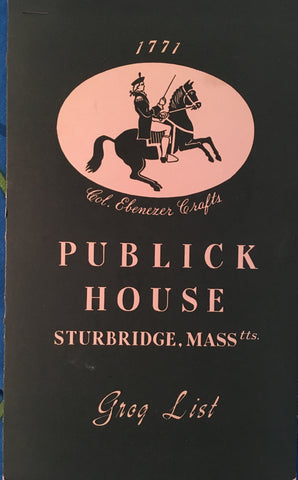 1771
Col. Ebenezer Crafts
PUBLICK
HOUSE
STURBRIDGE, MASStts.
Grog List